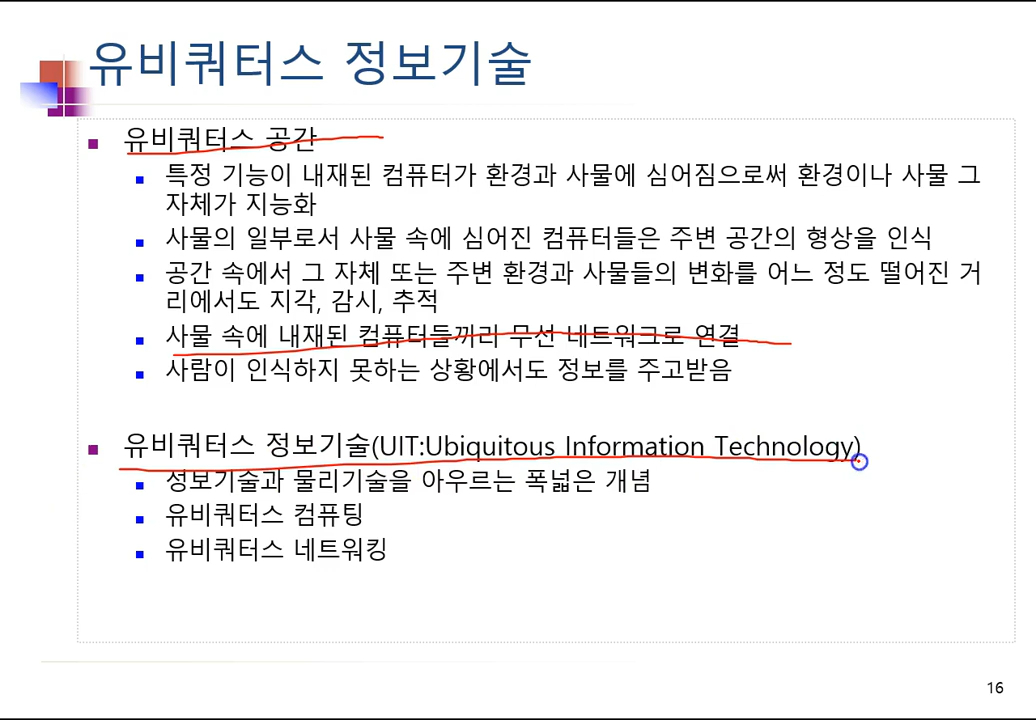 유비쿼터스 정보기술
유비쿼터스 공간
특정 기능이 내재된 컴퓨터가 환경과 사물에 심어짐으로써 환경이나 사물 그
자체가 지능화
사물의 일부로서 사물 속에 심어진 컴퓨터들은 주변 공간의 형상을 인식
공간 속에서 그 자체 또는 주변 환경과 사물들의 변화를 어느 정도 떨어진 거
리에서도 지각, 감시, 추적
사물 속에 내재된 컴퓨터들끼리 무선 네트워크로 연결
사람이 인식하지 못하는 상황에서도 정보를 주고받음
유비쿼터스 정보기술(UIT:Ubiquitous Information Technology)
정보기술과 물리기술을 아우르는 폭넓은 개념
유비쿼터스 컴퓨팅
유비쿼터스 네트워킹
16